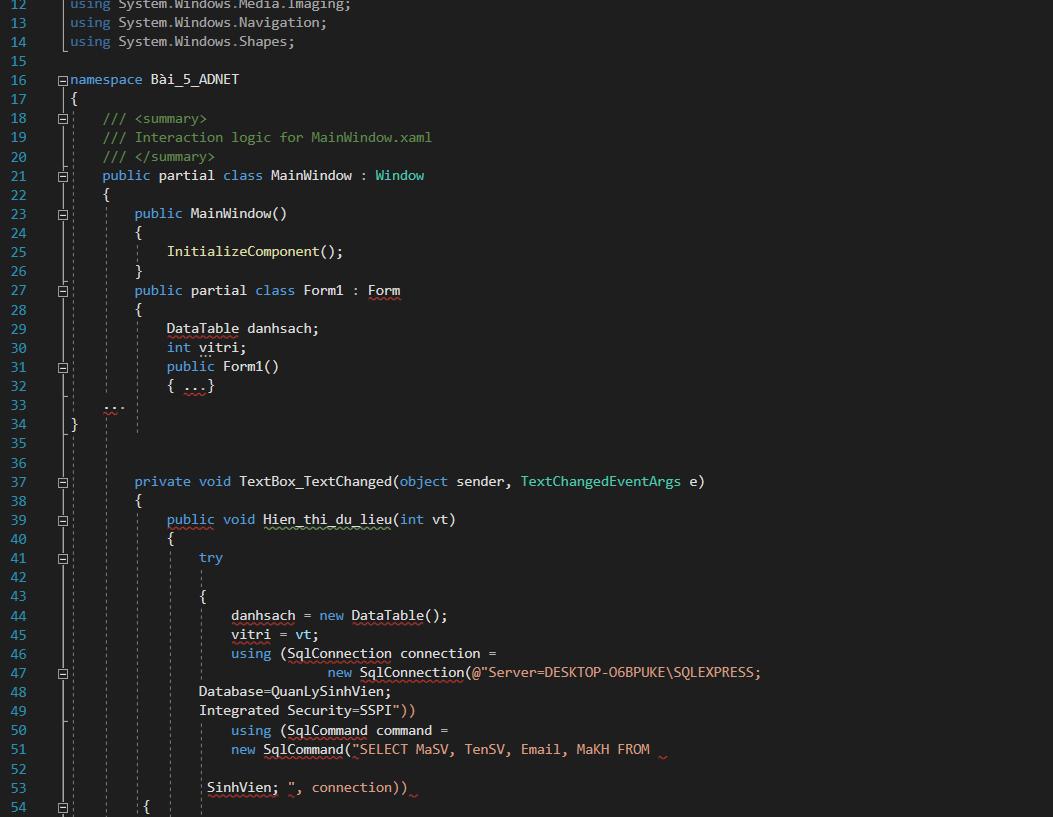 12 using System.Windows.Media.Imaging;
13 using System.Windows.Navigation;
14 using System.Windows.Shapes;
15
16 namespace Bài_5_ADNET
17 {
18 /// <summary>
19 /// Interaction logic for MainWindow.xaml
20 /// </summary>
21 public partial class MainWindow : Window
22 {
23 public MainWindow()
24 {
25 InitializeComponent();
26 }
27 public partial class Form1 : Form
28 {
29 DataTable danhsach;
30 int vitri;
31 public Form1()
32 { ...}
33 ...
34 }
35
36
37 private void TextBox_TextChanged(object sender, TextChangedEventArgs e)
38 {
39 public void Hien_thi_du_lieu(int vt)
40 {
41 try
42
43 {
44 danhsach = new DataTable();
45 vitri = vt;
46 using (SqlConnection connection =
47 new SqlConnection(@"Server=DESKTOP-O6BPUKE\SQLEXPRESS;
48 Database=QuanLySinhVien;
49 Integrated Security=SSPI"))
50 using (SqlCommand command =
51 new SqlCommand("SELECT MaSV, TenSV, Email, MaKH FROM
52
53 SinhVien; ", connection))
54 {